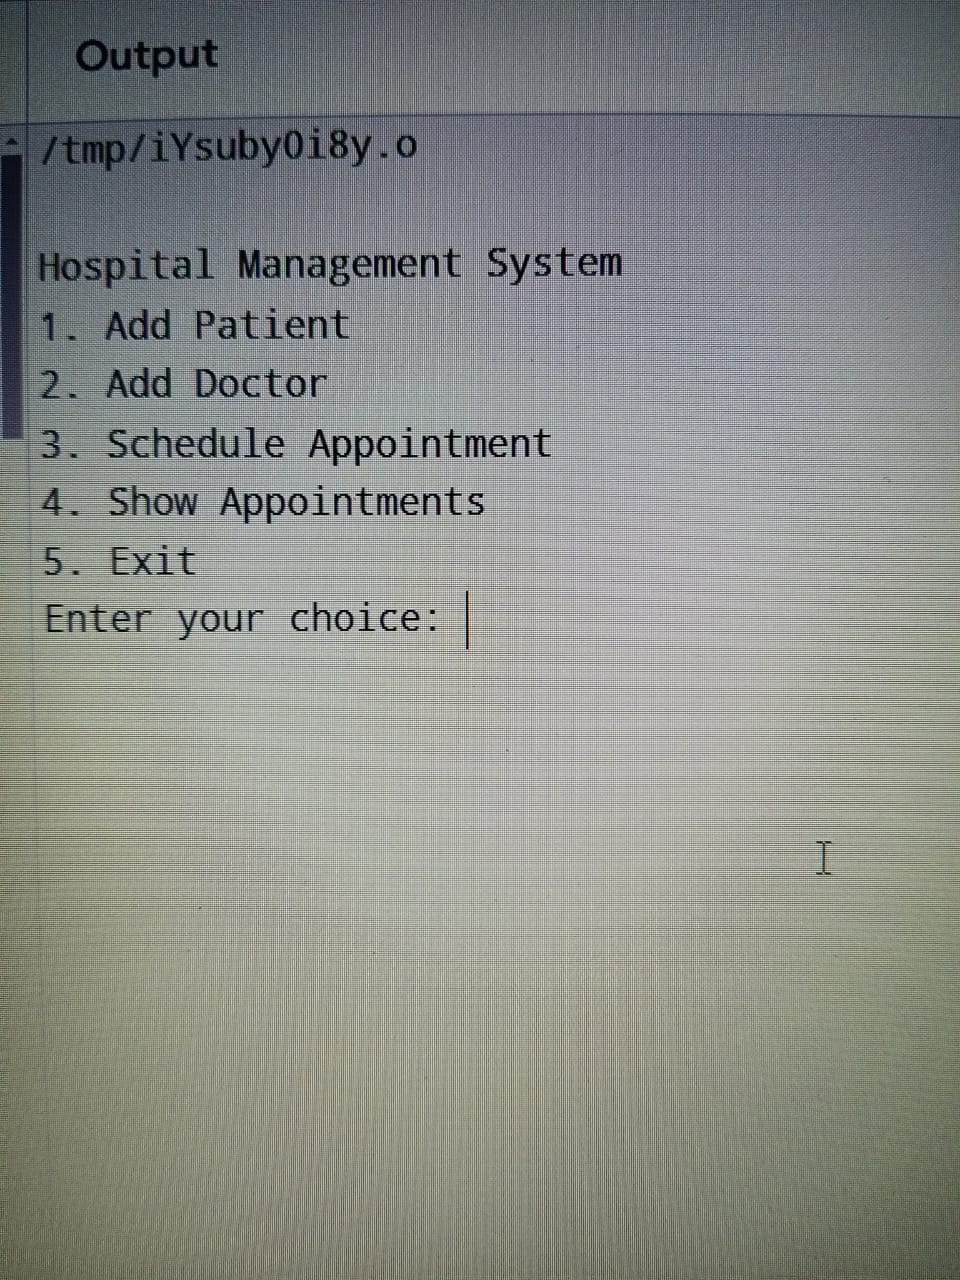 Output
/tmp/iYsuby0i8y.o
Hospital Management System
1. Add Patient
2. Add Doctor
3. Schedule Appointment
4. Show Appointments
5. Exit
Enter your choice: